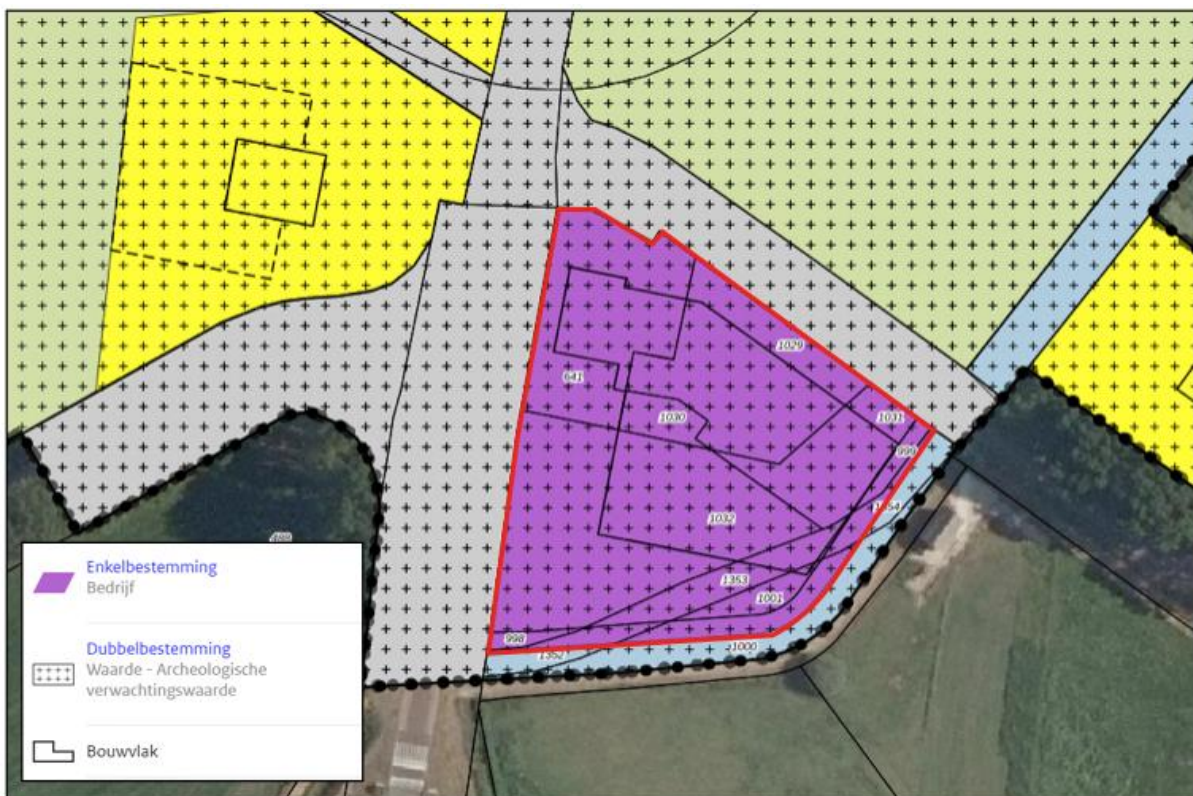 1029
641
1030
1031
999
1032
1353
1001
998
1000
Enkelbestemming
Bedrijf
Dubbelbestemming
Waarde - Archeologische
verwachtingswaarde
Bouwvlak